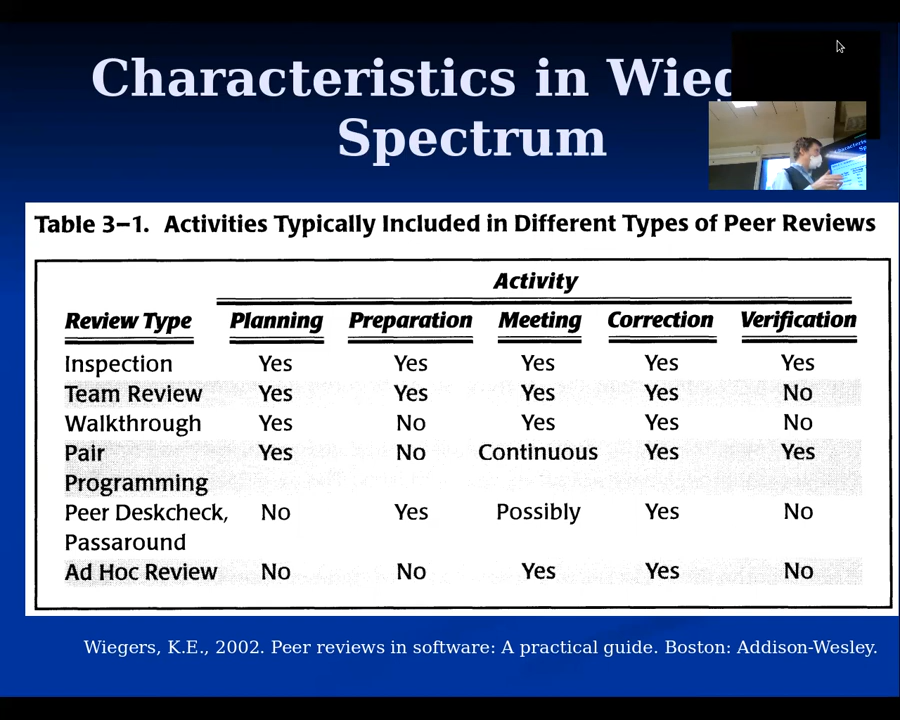 Characteristics in Wieg
Spectrum
Table 3–1. Activities Typically Included in Different Types of Peer Reviews
Activity
Review Type Planning Preparation Meeting Correction Verification
Inspection Yes Yes Yes Yes Yes
Team Review Yes Yes Yes Yes No
Walkthrough Yes No Yes Yes No
Pair Yes No Continuous Yes Yes
Programming
Peer Deskcheck, No Yes Possibly Yes No
Passaround
Ad Hoc Review No No Yes Yes No
Wiegers, K.E., 2002. Peer reviews in software: A practical guide. Boston: Addison-Wesley.